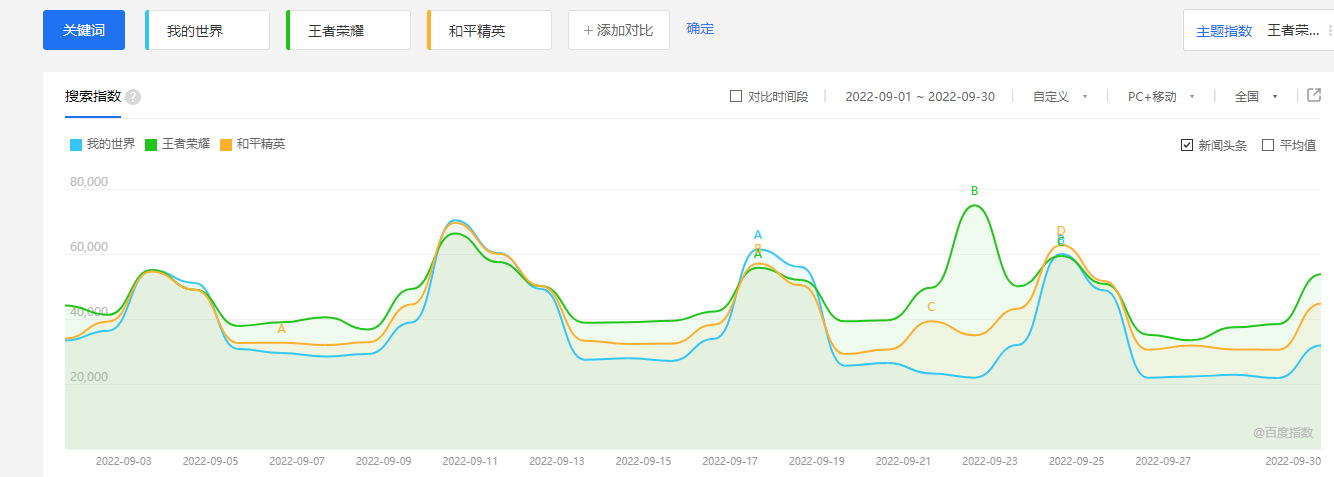 关键词 我的世界 王者荣耀 和平精英 + 添加对比 确定 主题指数 王者荣...
搜索指数 ? 对比时间段 2022-09-01 ~ 2022-09-30 自定义 PC+移动 全国
我的世界 王者荣耀 和平精英 新闻头条 平均值
80,000
B
D
A B C
60,000
B
A
C
40,000
A
20,000
@百度指数
2022-09-03 2022-09-05 2022-09-07 2022-09-09 2022-09-11 2022-09-13 2022-09-15 2022-09-17 2022-09-19 2022-09-21 2022-09-23 2022-09-25 2022-09-27 2022-09-30